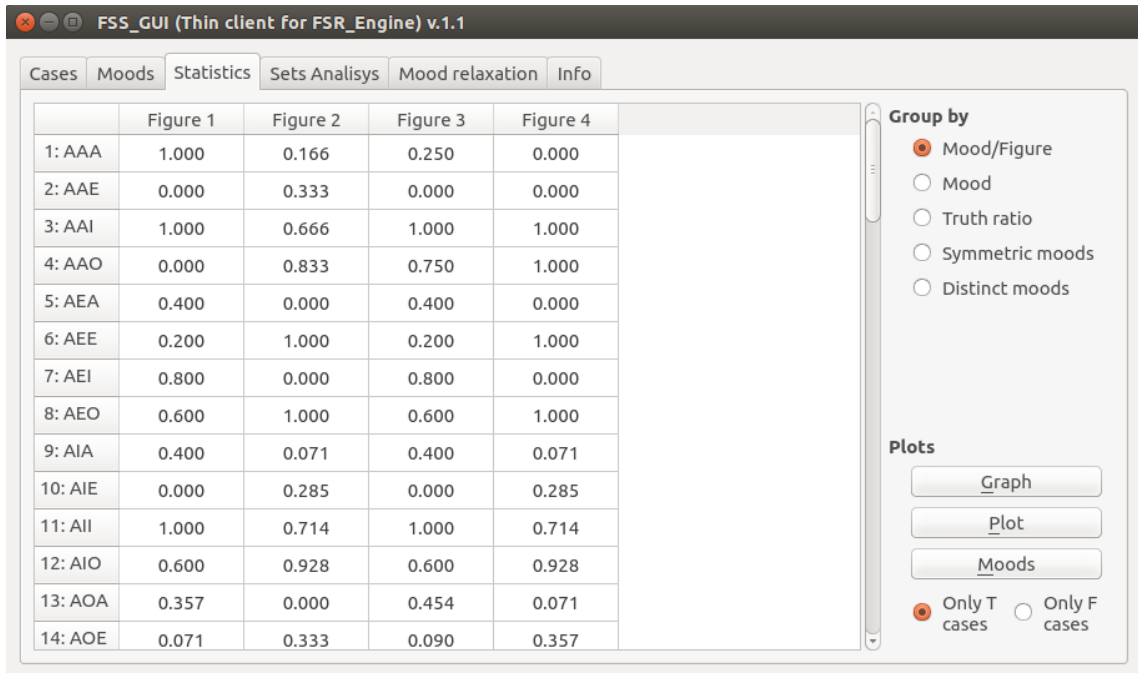 FSS_GUI (Thin client for FSR_Engine) v.1.1
Cases Moods Statistics Sets Analisys Mood relaxation Info
Figure 1 Figure 2 Figure 3 Figure 4
1: AAA 1.000 0.166 0.250 0.000
2: AAE 0.000 0.333 0.000 0.000
3: AAI 1.000 0.666 1.000 1.000
4: AAO 0.000 0.833 0.750 1.000
5: AEA 0.400 0.000 0.400 0.000
6: AEE 0.200 1.000 0.200 1.000
7: AEI 0.800 0.000 0.800 0.000
8: AEO 0.600 1.000 0.600 1.000
9: AIA 0.400 0.071 0.400 0.071
10: AIE 0.000 0.285 0.000 0.285
11: AII 1.000 0.714 1.000 0.714
12: AIO 0.600 0.928 0.600 0.928
13: AOA 0.357 0.000 0.454 0.071
14: AOE 0.071 0.333 0.090 0.357
Group by
Mood/Figure
Mood
Truth ratio
Symmetric moods
Distinct moods
Plots
Graph
Plot
Moods
Only T Only F
cases cases